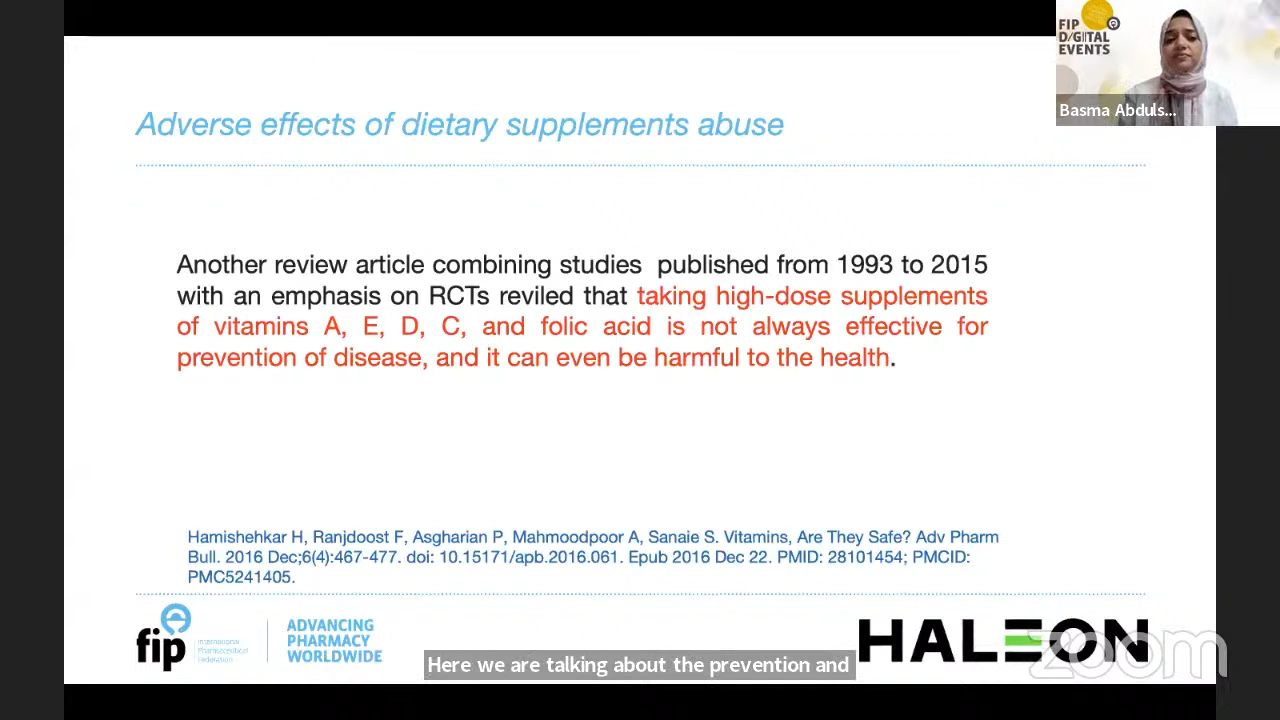 FIP
DIGITAL
EVENTS
Basma Abduls...
Adverse effects of dietary supplements abuse
Another review article combining studies published from 1993 to 2015
with an emphasis on RCTs reviled that taking high-dose supplements
of vitamins A, E, D, C, and folic acid is not always effective for
prevention of disease, and it can even be harmful to the health.
Hamishehkar H, Ranjdoost F, Asgharian P, Mahmoodpoor A, Sanaie S. Vitamins, Are They Safe? Adv Pharm
Bull. 2016 Dec;6(4):467-477. doi: 10.15171/apb.2016.061. Epub 2016 Dec 22. PMID: 28101454; PMCID:
PMC5241405.
fip
International
Pharmaceutical
Federation
ADVANCING
PHARMACY
WORLDWIDE
HALEON
zoom
Here we are talking about the prevention and